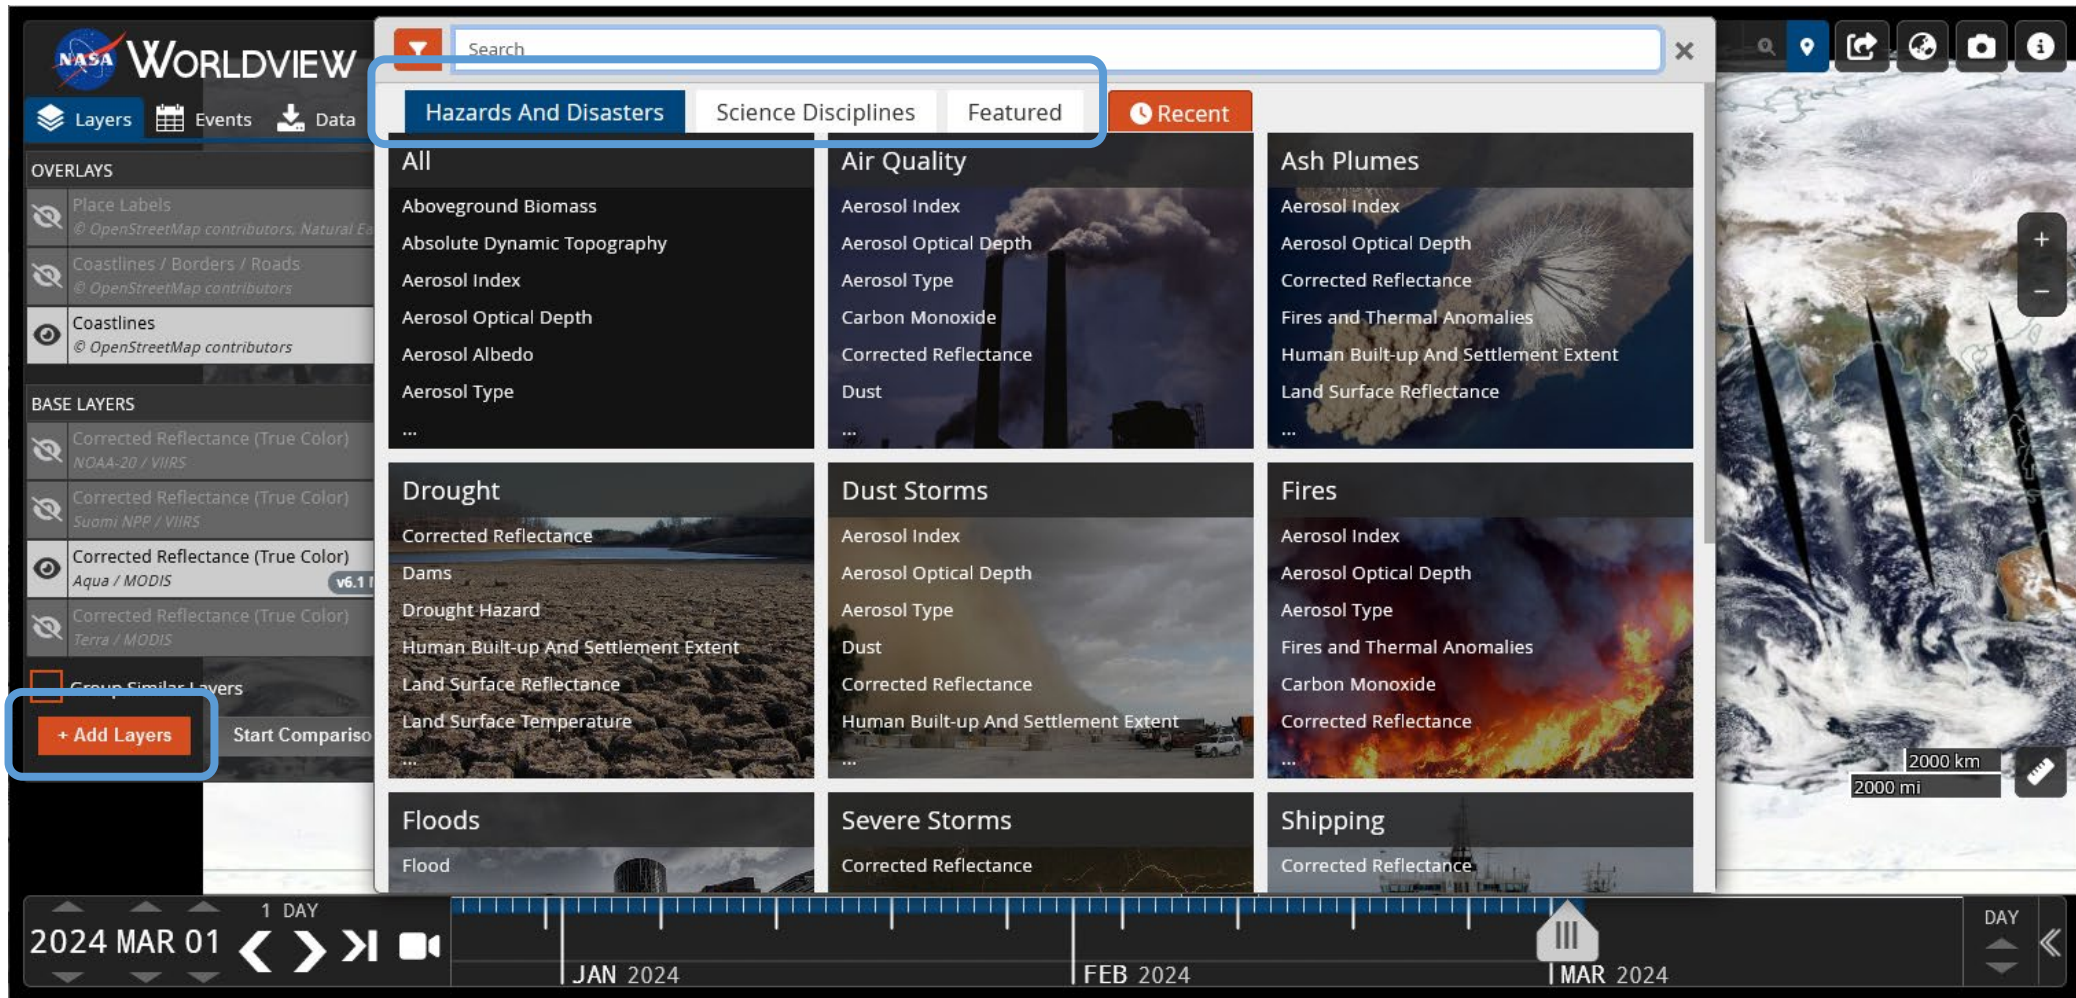 NASA WORLDVIEW
Search
Layers
Events
Data
Hazards And Disasters
Science Disciplines
Featured
Recent
OVERLAYS
Place Labels
© OpenStreetMap contributors, Natural Ea
Coastlines / Borders / Roads
© OpenStreetMap contributors
Coastlines
© OpenStreetMap contributors
BASE LAYERS
Corrected Reflectance (True Color)
NOAA-20 / VIIRS
Corrected Reflectance (True Color)
Suomi NPP / VIIRS
Corrected Reflectance (True Color)
Aqua / MODIS
v6.1
Corrected Reflectance (True Color)
Terra / MODIS
Group Similar Layers
+ Add Layers
Start Compariso
All
Aboveground Biomass
Absolute Dynamic Topography
Aerosol Index
Aerosol Optical Depth
Aerosol Albedo
Aerosol Type
...
Air Quality
Aerosol Index
Aerosol Optical Depth
Aerosol Type
Carbon Monoxide
Corrected Reflectance
Dust
...
Ash Plumes
Aerosol Index
Aerosol Optical Depth
Corrected Reflectance
Fires and Thermal Anomalies
Human Built-up And Settlement Extent
Land Surface Reflectance
...
Drought
Corrected Reflectance
Dams
Drought Hazard
Human Built-up And Settlement Extent
Land Surface Reflectance
Land Surface Temperature
...
Dust Storms
Aerosol Index
Aerosol Optical Depth
Aerosol Type
Dust
Corrected Reflectance
Human Built-up And Settlement Extent
...
Fires
Aerosol Index
Aerosol Optical Depth
Aerosol Type
Fires and Thermal Anomalies
Carbon Monoxide
Corrected Reflectance
...
Floods
Flood
Severe Storms
Corrected Reflectance
Shipping
Corrected Reflectance
+
−
2000 km
2000 mi
1 DAY
2024 MAR 01
JAN 2024
FEB 2024
MAR 2024
DAY